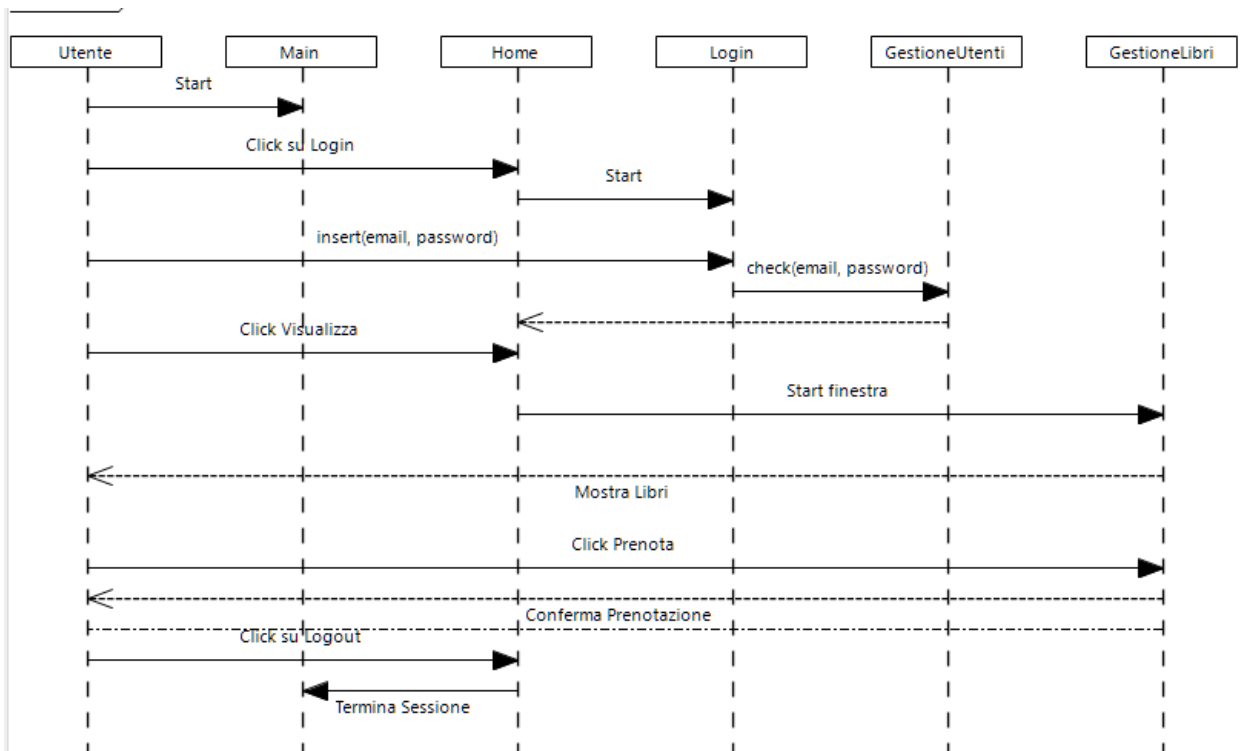 Utente
Main
Home
Login
GestioneUtenti
GestioneLibri
Start
Click su Login
Start
insert(email, password)
check(email, password)
Click Visualizza
Start finestra
Mostra Libri
Click Prenota
Conferma Prenotazione
Click su Logout
Termina Sessione